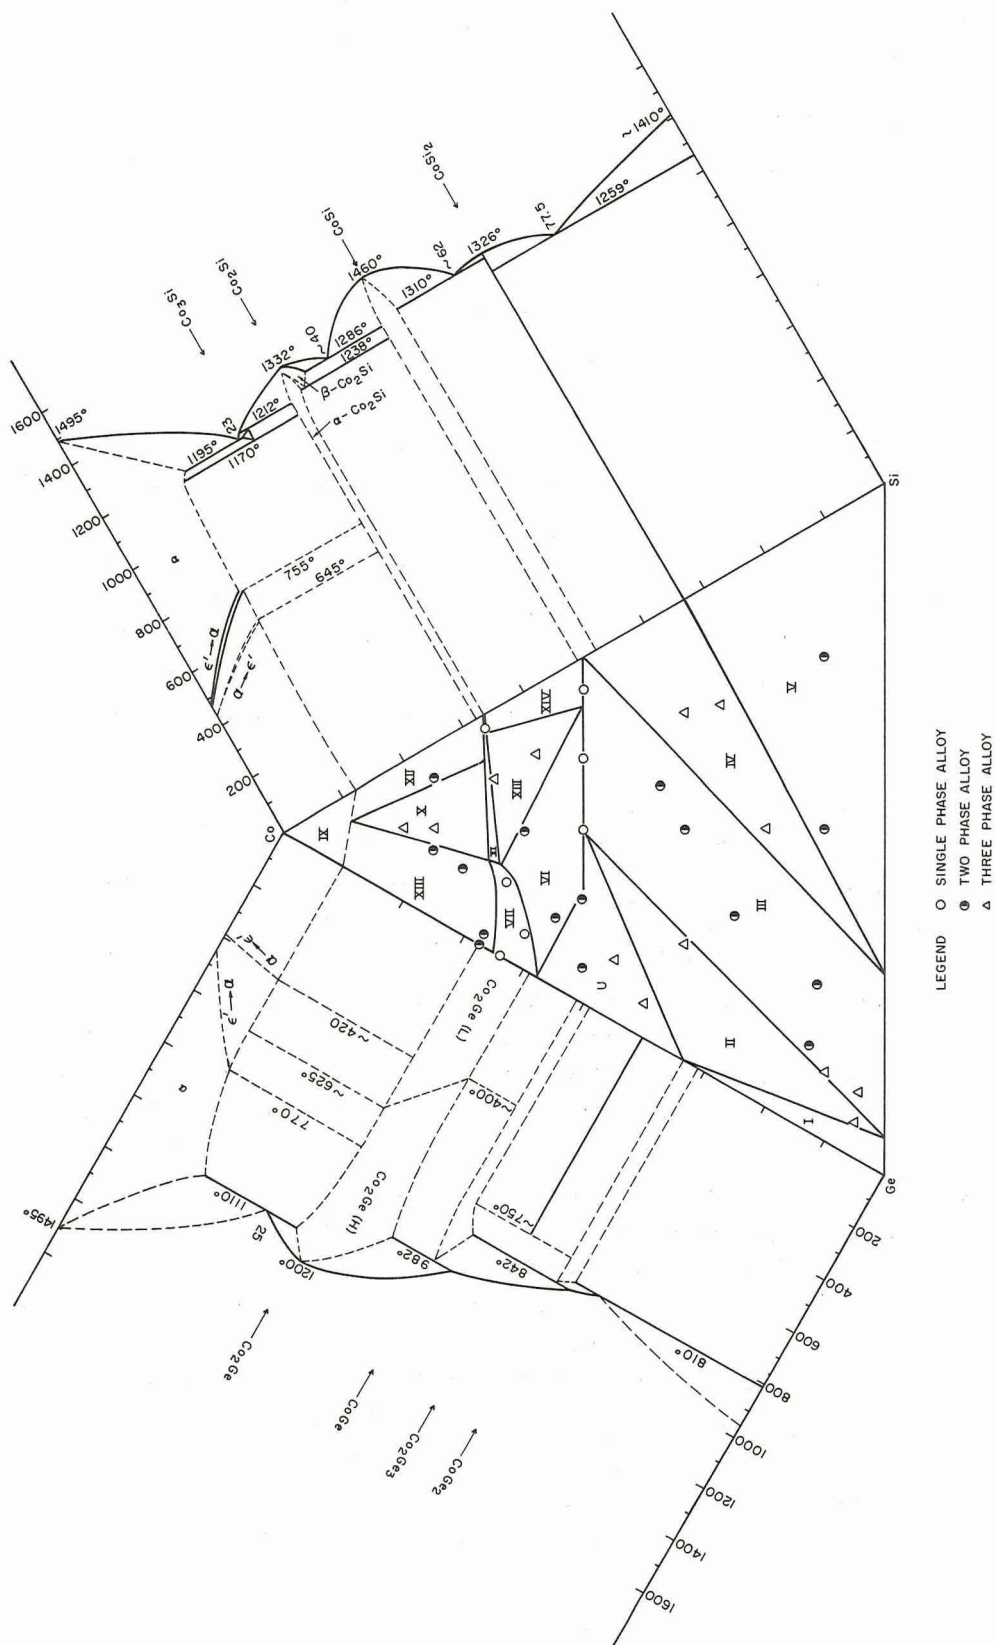 1600
1400
1200
1000
800
600
400
200
1495°
α
ε'→α
α→ε'
Co₃Si
Co₂Si
CoSi
CoSi₂
1195°
1170°
23
1212°
1332°
~40
1286°
1238°
β-Co₂Si
α-Co₂Si
1460°
1310°
~62
1326°
77.5
1259°
~1410°
755°
645°
Co
Si
Ge
IX
XII
X
XIII
XIV
XIII
VII
VI
U
V
IV
III
II
I
1495°
α
ε'→α
α→ε'
~420
~625°
770°
1110°
25
1200°
Co₂Ge (L)
Co₂Ge (H)
~400°
982°
842°
~750°
810°
Co₂Ge
CoGe
Co₂Ge₃
CoGe₂
200
400
600
800
1000
1200
1400
1600
LEGEND ○ SINGLE PHASE ALLOY
◑ TWO PHASE ALLOY
△ THREE PHASE ALLOY